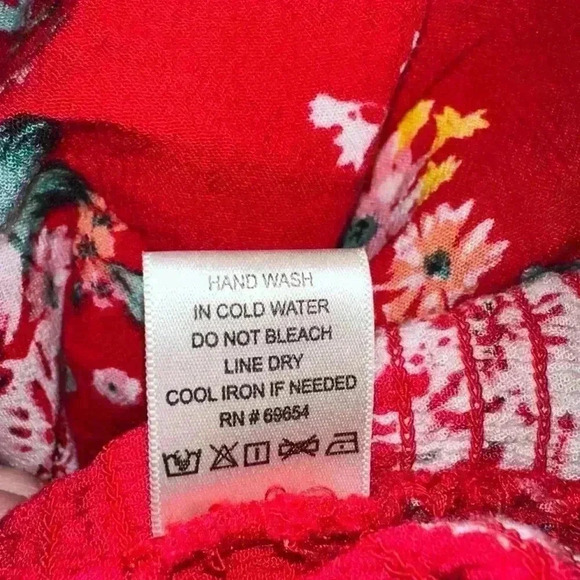 HAND WASH
IN COLD WATER
DO NOT BLEACH
LINE DRY
COOL IRON IF NEEDED
RN # 69654